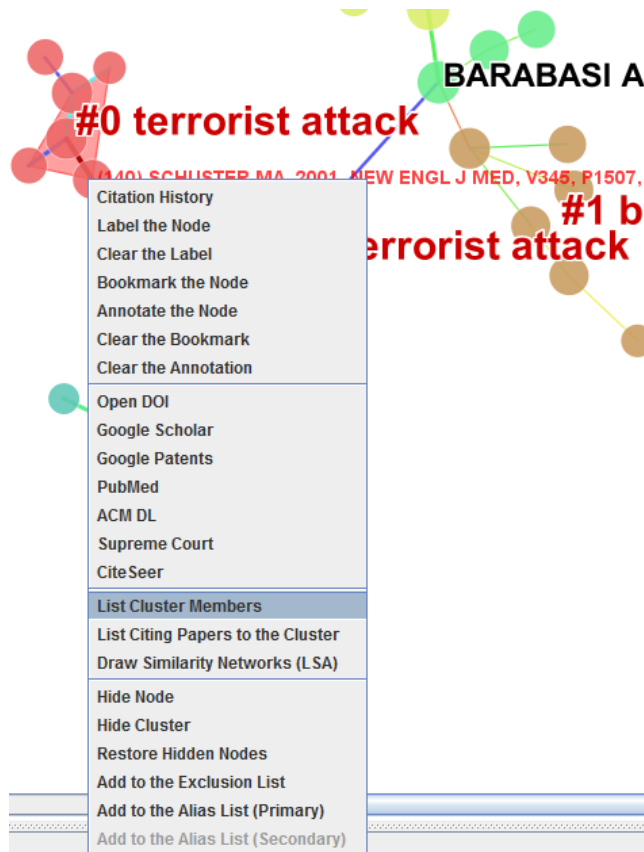 BARABASI A
#0 terrorist attack
(140) SCHUSTER MA, 2001, NEW ENGL J MED, V345, P1507,
#1 b
errorist attack
Citation History
Label the Node
Clear the Label
Bookmark the Node
Annotate the Node
Clear the Bookmark
Clear the Annotation
Open DOI
Google Scholar
Google Patents
PubMed
ACM DL
Supreme Court
CiteSeer
List Cluster Members
List Citing Papers to the Cluster
Draw Similarity Networks (LSA)
Hide Node
Hide Cluster
Restore Hidden Nodes
Add to the Exclusion List
Add to the Alias List (Primary)
Add to the Alias List (Secondary)